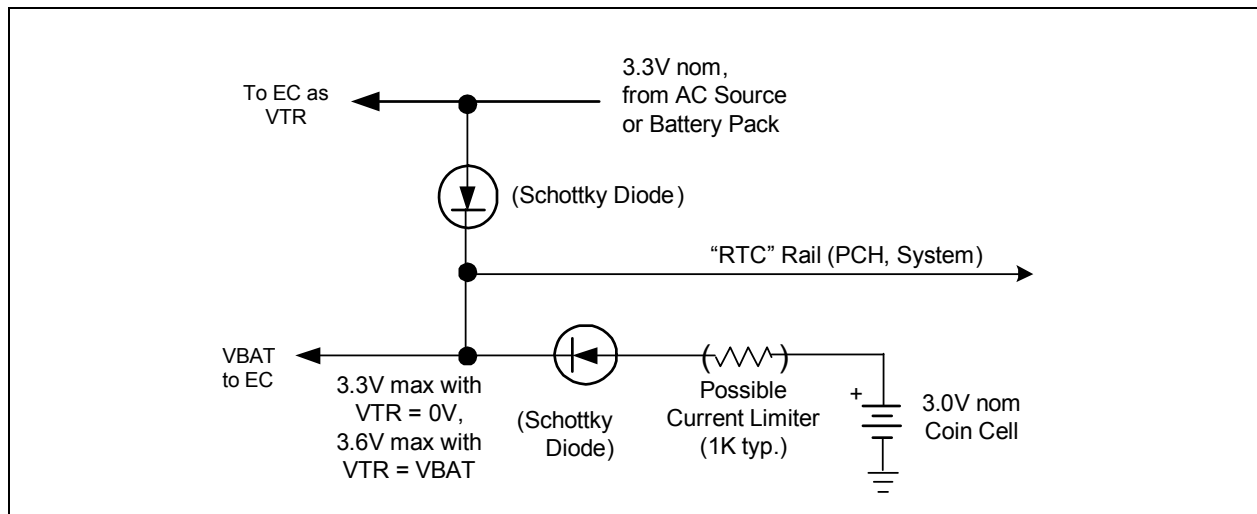 3.3V nom,
from AC Source
or Battery Pack
To EC as
VTR
(Schottky Diode)
“RTC” Rail (PCH, System)
VBAT
to EC
3.3V max with
VTR = 0V,
3.6V max with
VTR = VBAT
(Schottky
Diode)
( )
Possible
Current Limiter
(1K typ.)
+
3.0V nom
Coin Cell